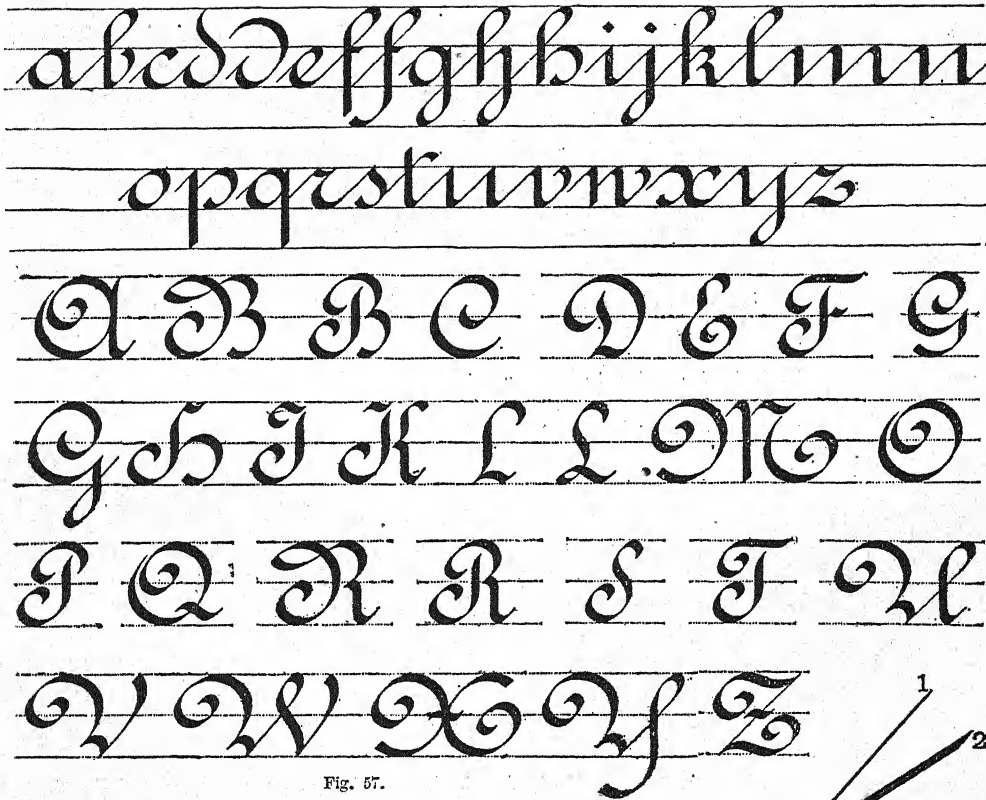 abcddeffghhijklmn
opqrstuvwxyz
A B B C D E F G
G H I K L L M O
P Q R R S T U
V W X Y Z
1
2
Fig. 57.